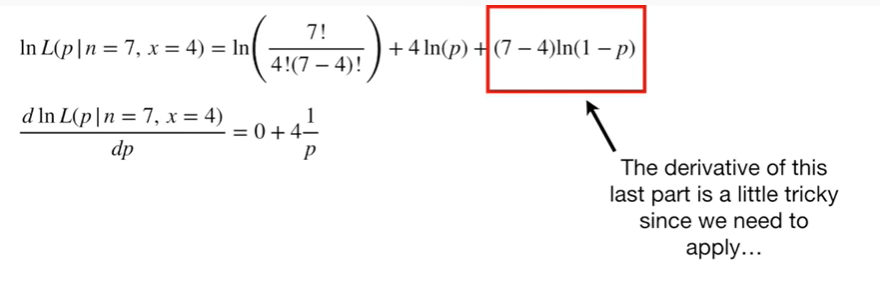 ln L(p | n = 7, x = 4) = ln( 7! / 4!(7 – 4)! ) + 4 ln(p) + (7 – 4)ln(1 – p)
d ln L(p | n = 7, x = 4) / dp = 0 + 4 1/p
The derivative of this
last part is a little tricky
since we need to
apply…